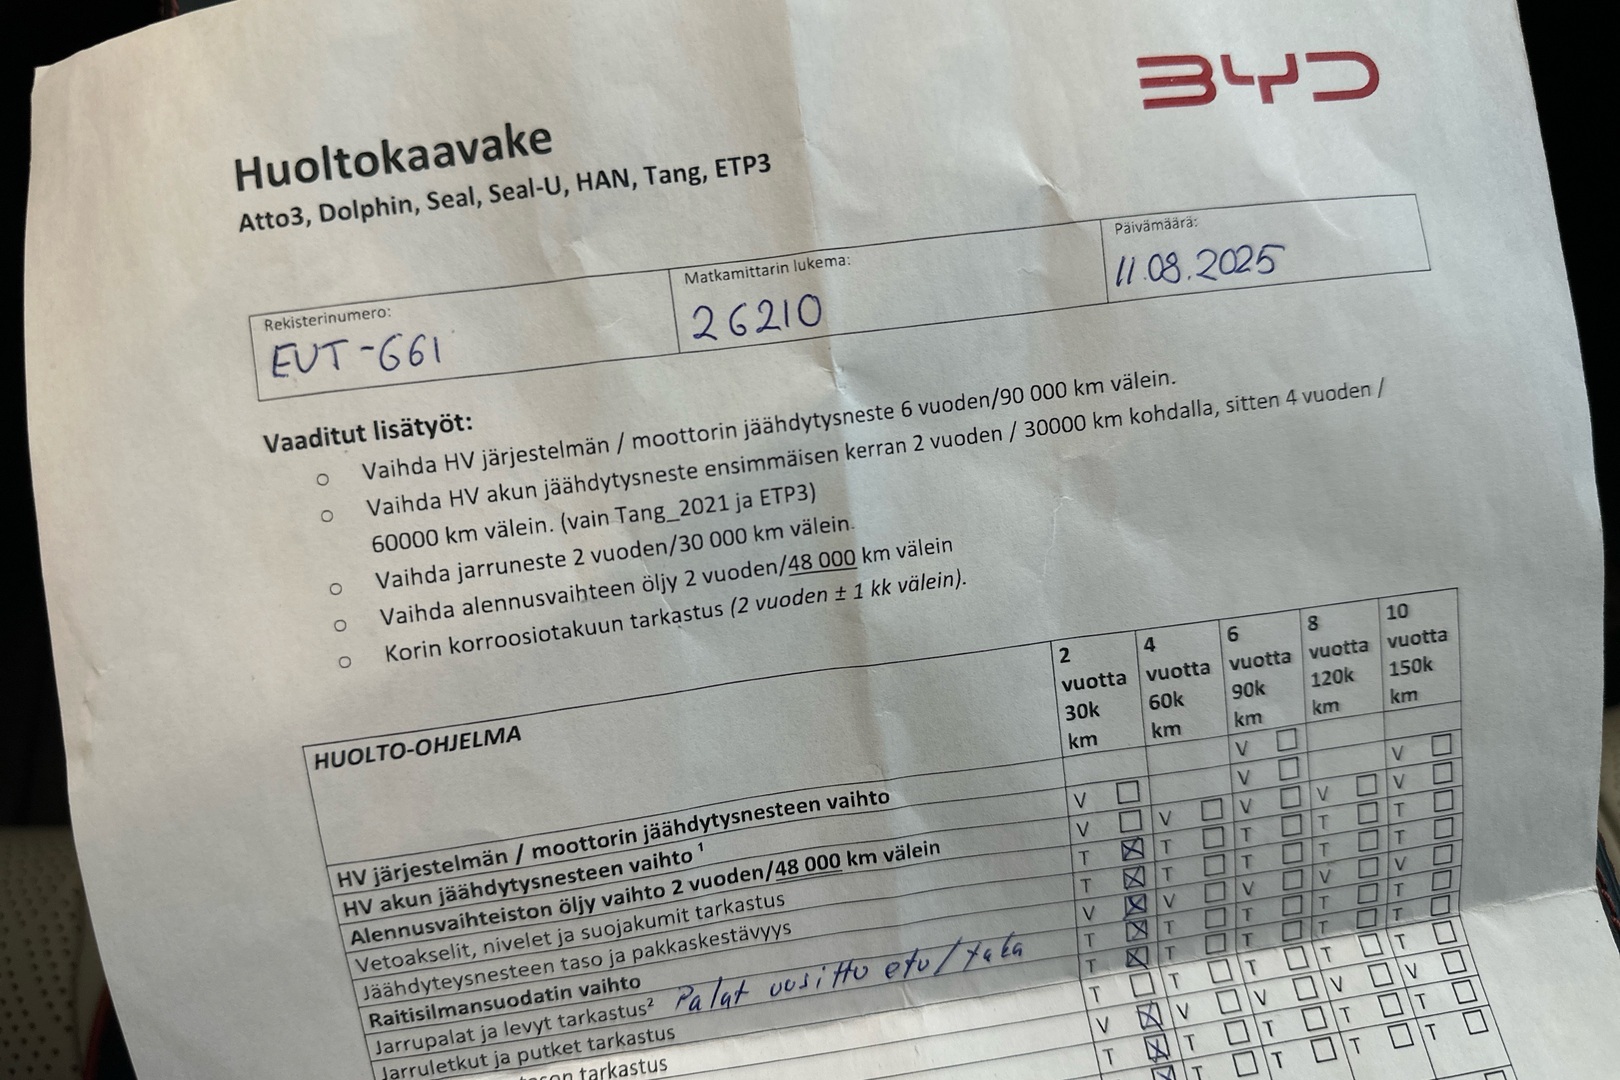 BYD
Huoltokaavake
Atto3, Dolphin, Seal, Seal-U, HAN, Tang, ETP3
Rekisterinumero:
EUT-661
Matkamittarin lukema:
26210
Päivämäärä:
11.08.2025
Vaaditut lisätyöt:
○ Vaihda HV järjestelmän / moottorin jäähdytysneste 6 vuoden/90 000 km välein.
○ Vaihda HV akun jäähdytysneste ensimmäisen kerran 2 vuoden / 30000 km kohdalla, sitten 4 vuoden /
60000 km välein. (vain Tang_2021 ja ETP3)
○ Vaihda jarruneste 2 vuoden/30 000 km välein.
○ Vaihda alennusvaihteen öljy 2 vuoden/48 000 km välein
○ Korin korroosiotakuun tarkastus (2 vuoden ± 1 kk välein).
HUOLTO-OHJELMA
2 vuotta 30k km
4 vuotta 60k km
6 vuotta 90k km
8 vuotta 120k km
10 vuotta 150k km
V
V V
HV järjestelmän / moottorin jäähdytysnesteen vaihto V V V V V
HV akun jäähdytysnesteen vaihto ¹ V T T T T
Alennusvaihteiston öljy vaihto 2 vuoden/48 000 km välein T T T T T
Vetoakselit, nivelet ja suojakumit tarkastus T V V V V
Jäähdyteysnesteen taso ja pakkaskestävyys V T T T T
Raitisilmansuodatin vaihto T T T T T
Jarrupalat ja levyt tarkastus² Palat uusittu etu/taka T T T T V
Jarruletkut ja putket tarkastus T V V V T
tason tarkastus V T T T T
T